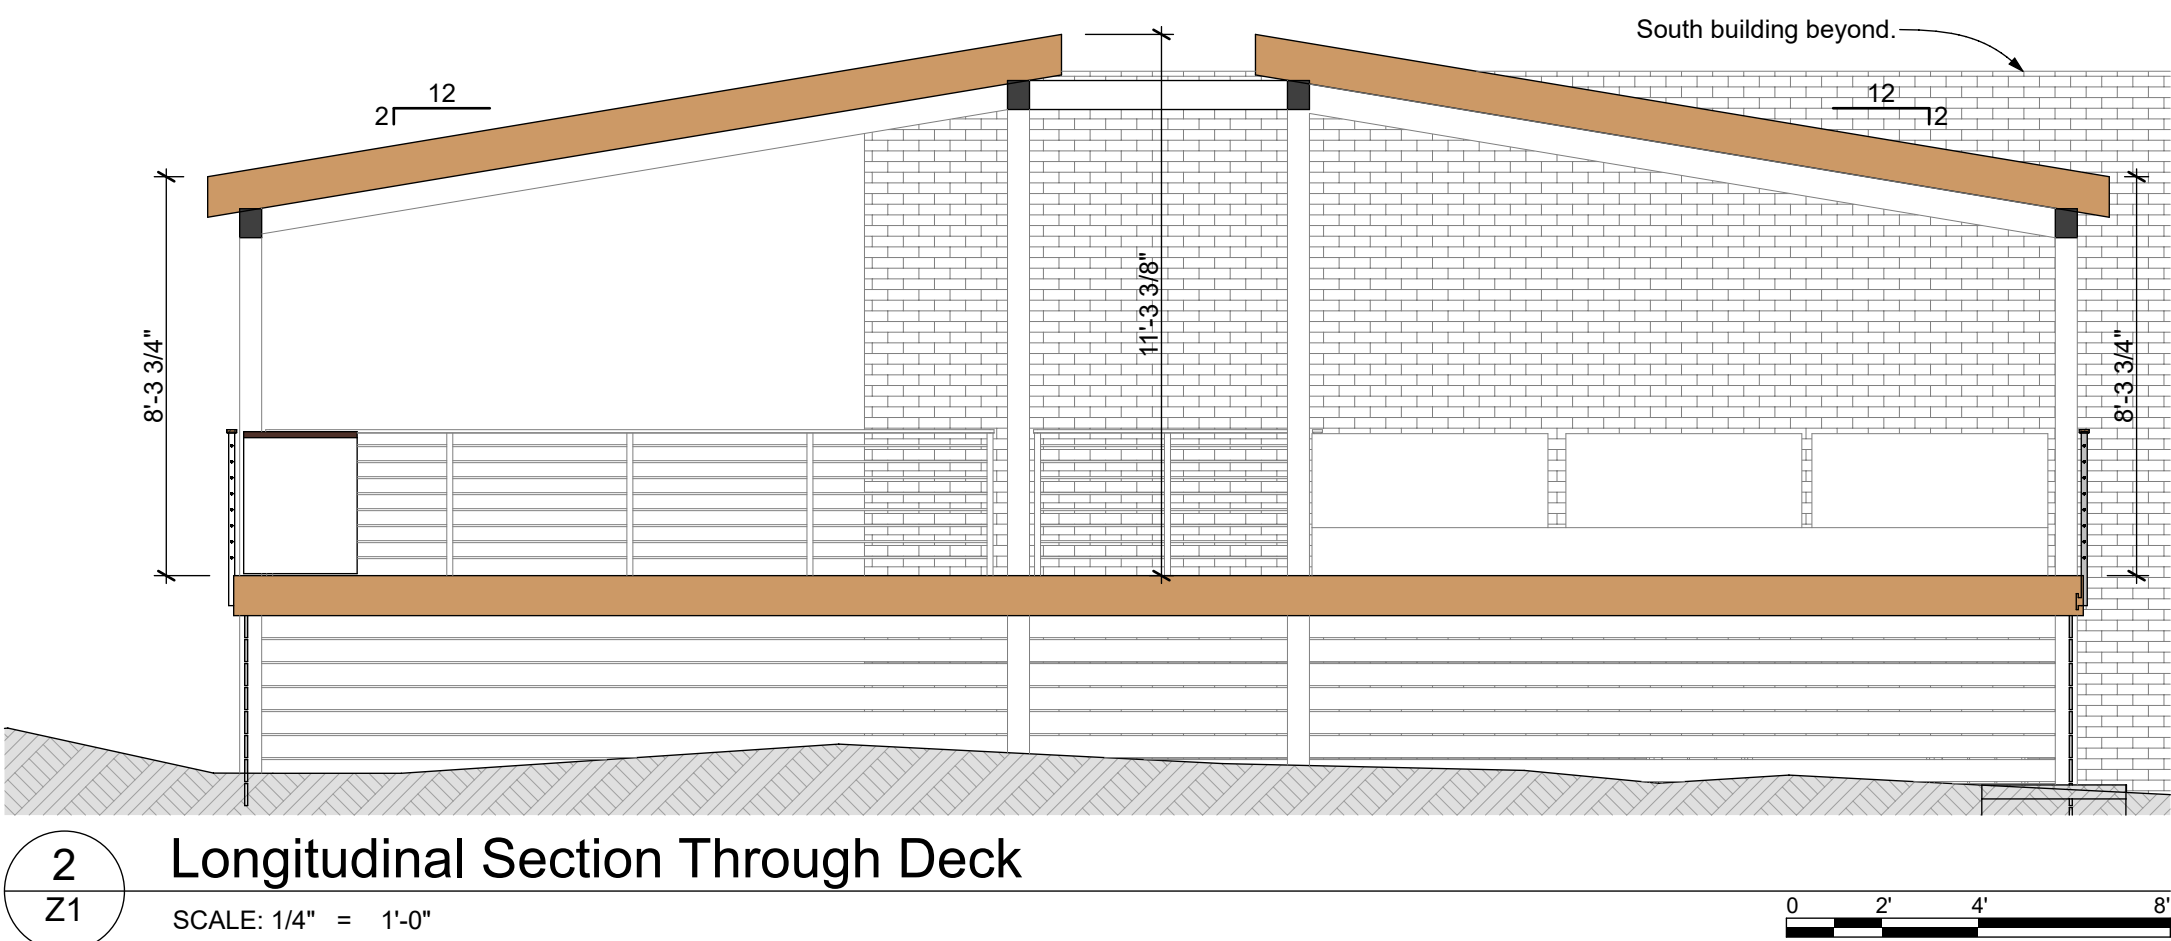 South building beyond.
12
2
12
2
11'-3 3/8"
8'-3 3/4"
8'-3 3/4"
2
Z1
Longitudinal Section Through Deck
SCALE: 1/4" = 1'-0"
0 2' 4' 8'